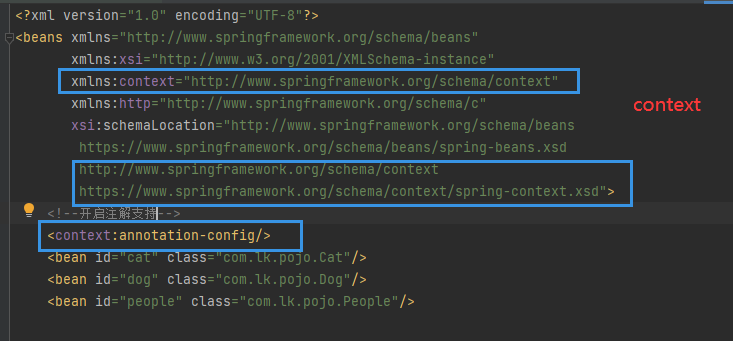 <?xml version="1.0" encoding="UTF-8"?>
<beans xmlns="http://www.springframework.org/schema/beans"
xmlns:xsi="http://www.w3.org/2001/XMLSchema-instance"
xmlns:context="http://www.springframework.org/schema/context"
xmlns:http="http://www.springframework.org/schema/c"
context
xsi:schemaLocation="http://www.springframework.org/schema/beans
https://www.springframework.org/schema/beans/spring-beans.xsd
http://www.springframework.org/schema/context
https://www.springframework.org/schema/context/spring-context.xsd">
<!--开启注解支持-->
<context:annotation-config/>
<bean id="cat" class="com.lk.pojo.Cat"/>
<bean id="dog" class="com.lk.pojo.Dog"/>
<bean id="people" class="com.lk.pojo.People"/>